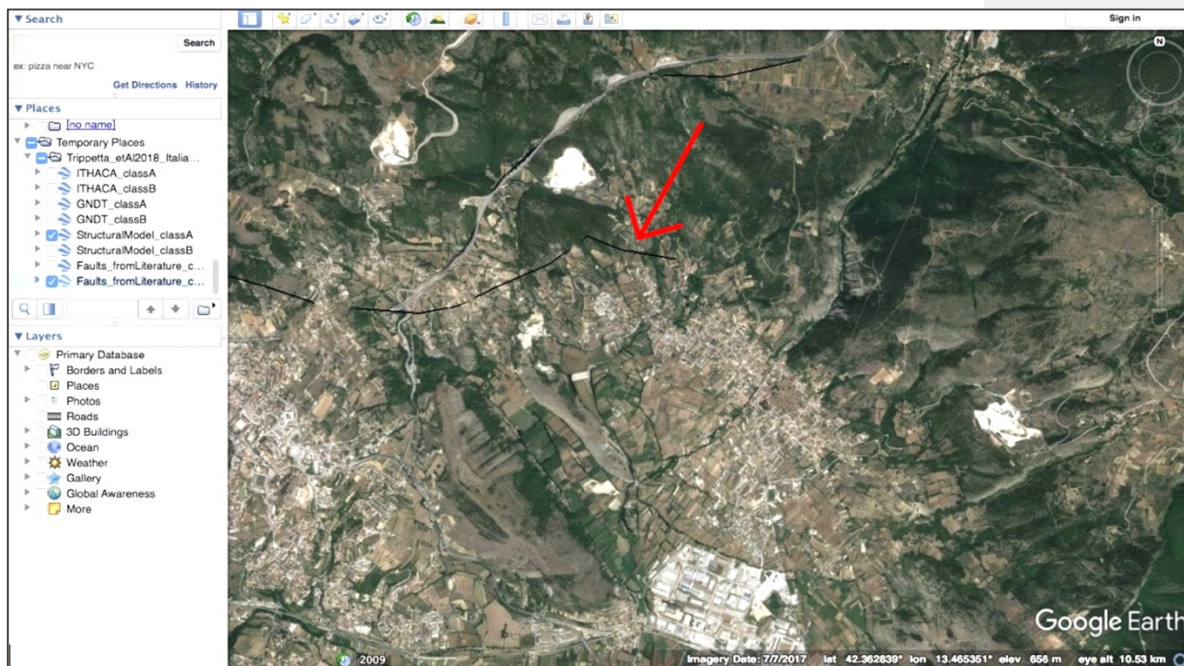 Search
Sign in
Search
ex: pizza near NYC
Get Directions History
Places
[no name]
Temporary Places
Trippetta_etAl2018_Italia...
ITHACA_classA
ITHACA_classB
GNDT_classA
GNDT_classB
StructuralModel_classA
StructuralModel_classB
Faults_fromLiterature_c...
Faults_fromLiterature_c...
Layers
Primary Database
Borders and Labels
Places
Photos
Roads
3D Buildings
Ocean
Weather
Gallery
Global Awareness
More
N
Google Earth
2009
Imagery Date: 7/7/2017 lat 42.362839° lon 13.465351° elev 656 m eye alt 10.53 km